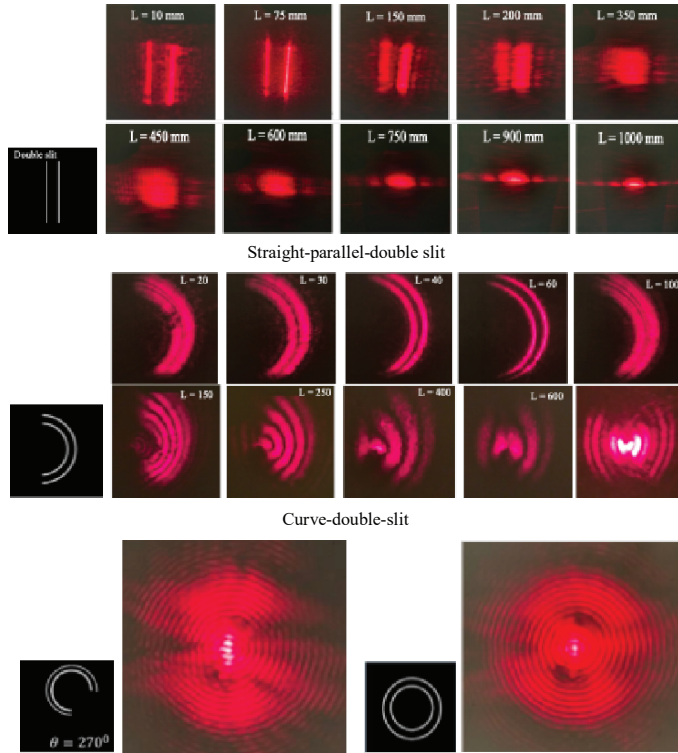 L = 10 mm
L = 75 mm
L = 150 mm
L = 200 mm
L = 350 mm
Double slit
L = 450 mm
L = 600 mm
L = 750 mm
L = 900 mm
L = 1000 mm
Straight-parallel-double slit
L = 20
L = 30
L = 40
L = 60
L = 100
L = 150
L = 250
L = 400
L = 600
Curve-double-slit
θ = 270⁰